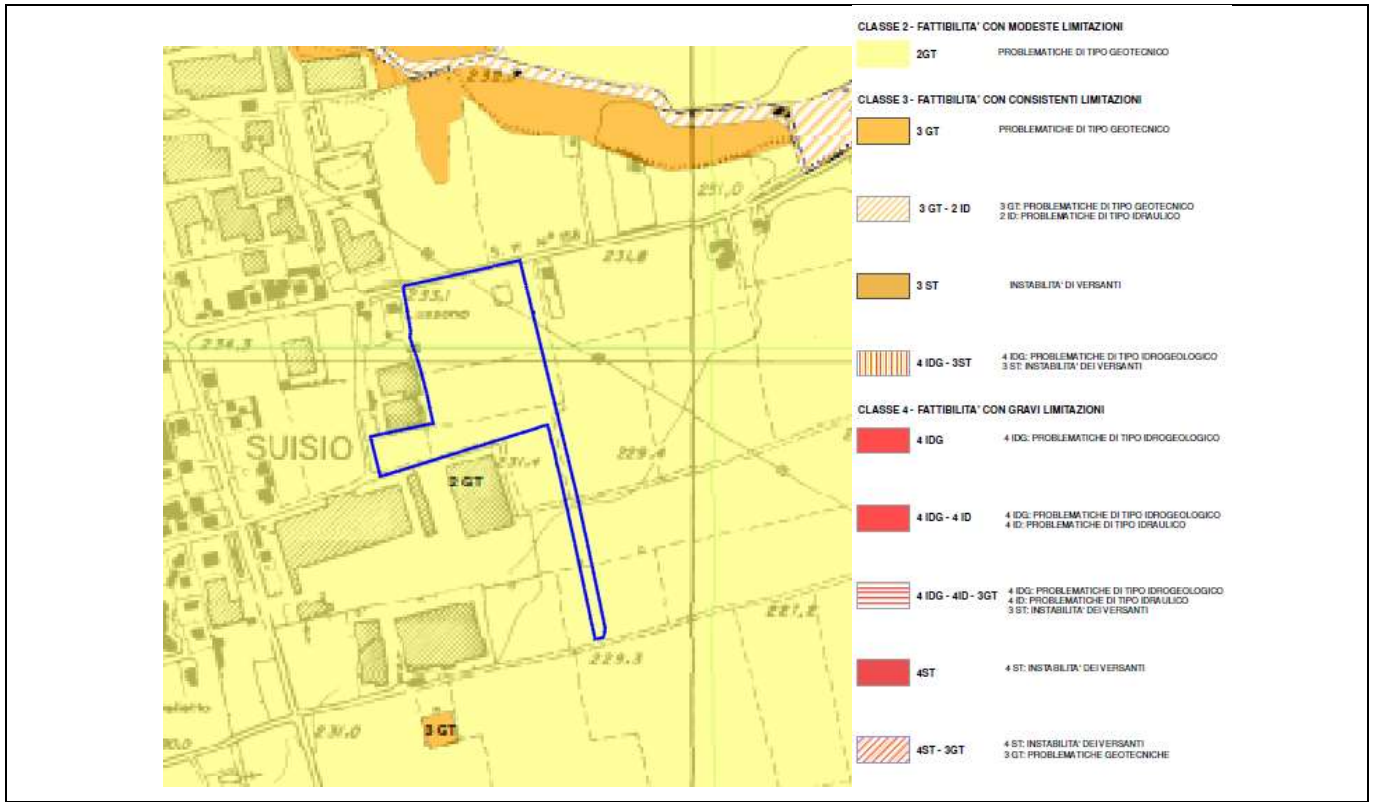 CLASSE 2 - FATTIBILITA' CON MODESTE LIMITAZIONI
2GT PROBLEMATICHE DI TIPO GEOTECNICO
CLASSE 3 - FATTIBILITA' CON CONSISTENTI LIMITAZIONI
3 GT PROBLEMATICHE DI TIPO GEOTECNICO
3 GT - 2 ID 3 GT: PROBLEMATICHE DI TIPO GEOTECNICO
2 ID: PROBLEMATICHE DI TIPO IDRAULICO
3 ST INSTABILITA' DI VERSANTI
4 IDG - 3ST 4 IDG: PROBLEMATICHE DI TIPO IDROGEOLOGICO
3 ST: INSTABILITA' DEI VERSANTI
CLASSE 4 - FATTIBILITA' CON GRAVI LIMITAZIONI
4 IDG 4 IDG: PROBLEMATICHE DI TIPO IDROGEOLOGICO
4 IDG - 4 ID 4 IDG: PROBLEMATICHE DI TIPO IDROGEOLOGICO
4 ID: PROBLEMATICHE DI TIPO IDRAULICO
4 IDG - 4ID - 3GT 4 IDG: PROBLEMATICHE DI TIPO IDROGEOLOGICO
4 ID: PROBLEMATICHE DI TIPO IDRAULICO
3 ST: INSTABILITA' DEI VERSANTI
4ST 4 ST: INSTABILITA' DEI VERSANTI
4ST - 3GT 4 ST: INSTABILITA' DEI VERSANTI
3 GT: PROBLEMATICHE GEOTECNICHE
231,0
231,8
233,1
234,3
SUISIO
231,4
229,4
2 GT
227,2
229,3
231,0
3 GT